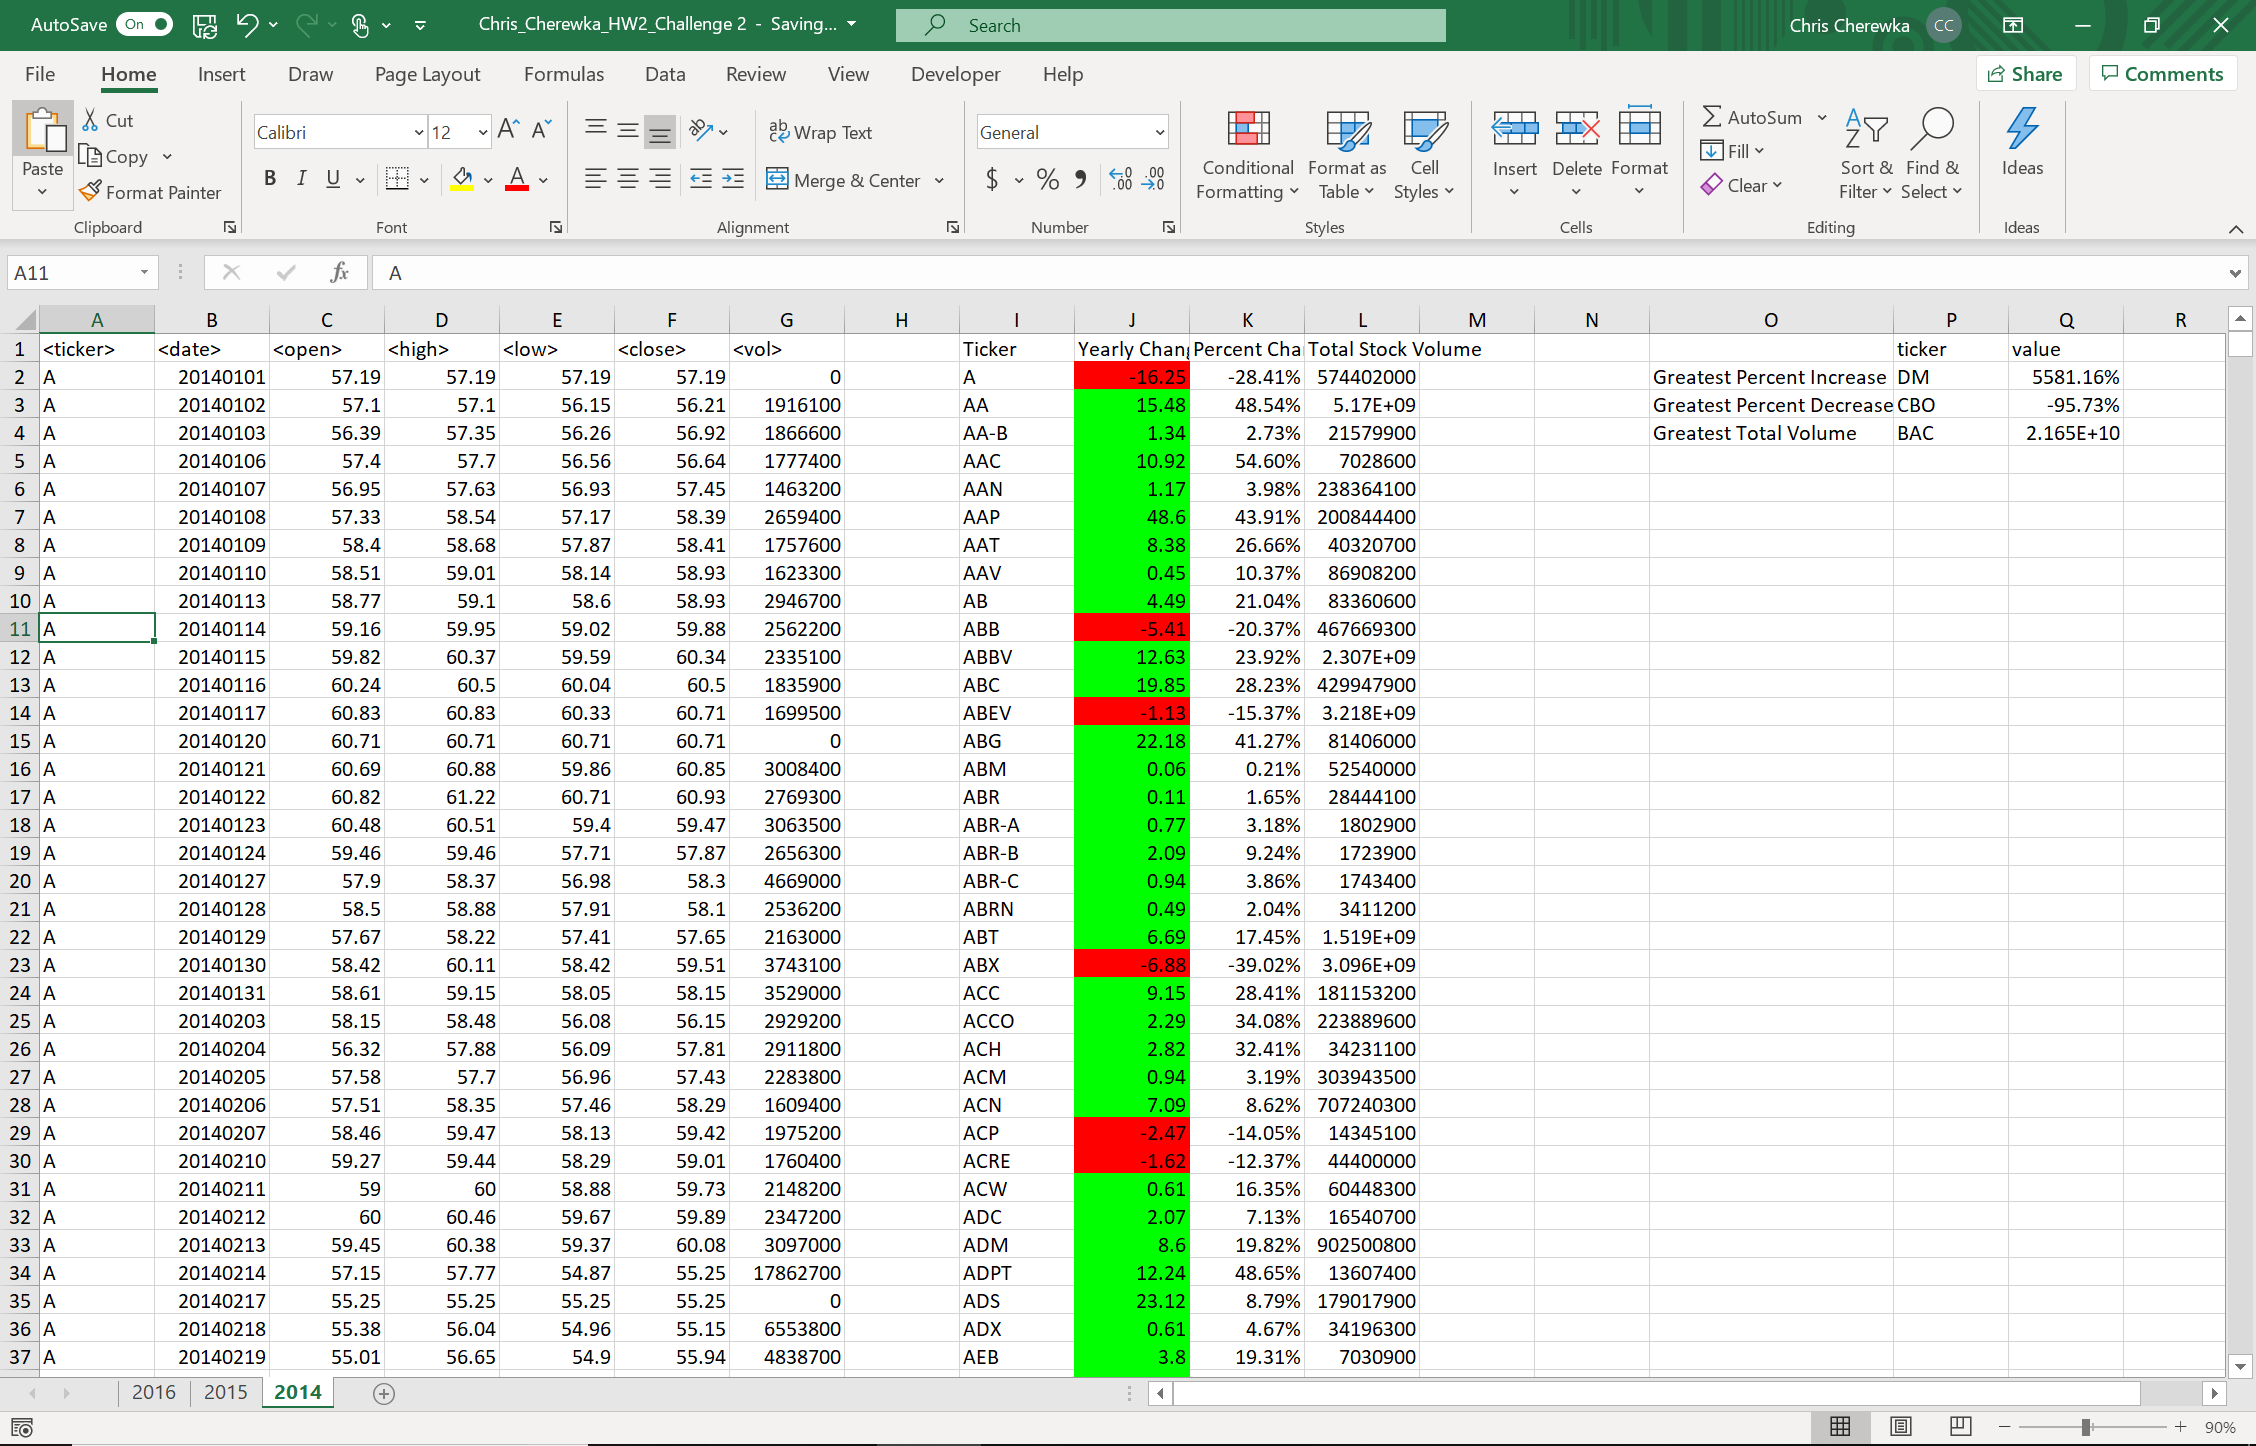 AutoSave On Chris_Cherewka_HW2_Challenge 2 - Saving... Search Chris Cherewka CC
File Home Insert Draw Page Layout Formulas Data Review View Developer Help Share Comments
Paste Cut Copy Format Painter Clipboard
Calibri 12 B I U A Font
ab Wrap Text Merge & Center Alignment
General $ % Number
Conditional Formatting Format as Table Cell Styles Styles
Insert Delete Format Cells
AutoSum Fill Clear Sort & Filter Find & Select Editing
Ideas Ideas
A11 fx A
A B C D E F G H I J K L M N O P Q R
1 <ticker> <date> <open> <high> <low> <close> <vol> Ticker Yearly Chang Percent Cha Total Stock Volume ticker value
2 A 20140101 57.19 57.19 57.19 57.19 0 A -16.25 -28.41% 574402000 Greatest Percent Increase DM 5581.16%
3 A 20140102 57.1 57.1 56.15 56.21 1916100 AA 15.48 48.54% 5.17E+09 Greatest Percent Decrease CBO -95.73%
4 A 20140103 56.39 57.35 56.26 56.92 1866600 AA-B 1.34 2.73% 21579900 Greatest Total Volume BAC 2.165E+10
5 A 20140106 57.4 57.7 56.56 56.64 1777400 AAC 10.92 54.60% 7028600
6 A 20140107 56.95 57.63 56.93 57.45 1463200 AAN 1.17 3.98% 238364100
7 A 20140108 57.33 58.54 57.17 58.39 2659400 AAP 48.6 43.91% 200844400
8 A 20140109 58.4 58.68 57.87 58.41 1757600 AAT 8.38 26.66% 40320700
9 A 20140110 58.51 59.01 58.14 58.93 1623300 AAV 0.45 10.37% 86908200
10 A 20140113 58.77 59.1 58.6 58.93 2946700 AB 4.49 21.04% 83360600
11 A 20140114 59.16 59.95 59.02 59.88 2562200 ABB -5.41 -20.37% 467669300
12 A 20140115 59.82 60.37 59.59 60.34 2335100 ABBV 12.63 23.92% 2.307E+09
13 A 20140116 60.24 60.5 60.04 60.5 1835900 ABC 19.85 28.23% 429947900
14 A 20140117 60.83 60.83 60.33 60.71 1699500 ABEV -1.13 -15.37% 3.218E+09
15 A 20140120 60.71 60.71 60.71 60.71 0 ABG 22.18 41.27% 81406000
16 A 20140121 60.69 60.88 59.86 60.85 3008400 ABM 0.06 0.21% 52540000
17 A 20140122 60.82 61.22 60.71 60.93 2769300 ABR 0.11 1.65% 28444100
18 A 20140123 60.48 60.51 59.4 59.47 3063500 ABR-A 0.77 3.18% 1802900
19 A 20140124 59.46 59.46 57.71 57.87 2656300 ABR-B 2.09 9.24% 1723900
20 A 20140127 57.9 58.37 56.98 58.3 4669000 ABR-C 0.94 3.86% 1743400
21 A 20140128 58.5 58.88 57.91 58.1 2536200 ABRN 0.49 2.04% 3411200
22 A 20140129 57.67 58.22 57.41 57.65 2163000 ABT 6.69 17.45% 1.519E+09
23 A 20140130 58.42 60.11 58.42 59.51 3743100 ABX -6.88 -39.02% 3.096E+09
24 A 20140131 58.61 59.15 58.05 58.15 3529000 ACC 9.15 28.41% 181153200
25 A 20140203 58.15 58.48 56.08 56.15 2929200 ACCO 2.29 34.08% 223889600
26 A 20140204 56.32 57.88 56.09 57.81 2911800 ACH 2.82 32.41% 34231100
27 A 20140205 57.58 57.7 56.96 57.43 2283800 ACM 0.94 3.19% 303943500
28 A 20140206 57.51 58.35 57.46 58.29 1609400 ACN 7.09 8.62% 707240300
29 A 20140207 58.46 59.47 58.13 59.42 1975200 ACP -2.47 -14.05% 14345100
30 A 20140210 59.27 59.44 58.29 59.01 1760400 ACRE -1.62 -12.37% 44400000
31 A 20140211 59 60 58.88 59.73 2148200 ACW 0.61 16.35% 60448300
32 A 20140212 60 60.46 59.67 59.89 2347200 ADC 2.07 7.13% 16540700
33 A 20140213 59.45 60.38 59.37 60.08 3097000 ADM 8.6 19.82% 902500800
34 A 20140214 57.15 57.77 54.87 55.25 17862700 ADPT 12.24 48.65% 13607400
35 A 20140217 55.25 55.25 55.25 55.25 0 ADS 23.12 8.79% 179017900
36 A 20140218 55.38 56.04 54.96 55.15 6553800 ADX 0.61 4.67% 34196300
37 A 20140219 55.01 56.65 54.9 55.94 4838700 AEB 3.8 19.31% 7030900
2016 2015 2014
90%